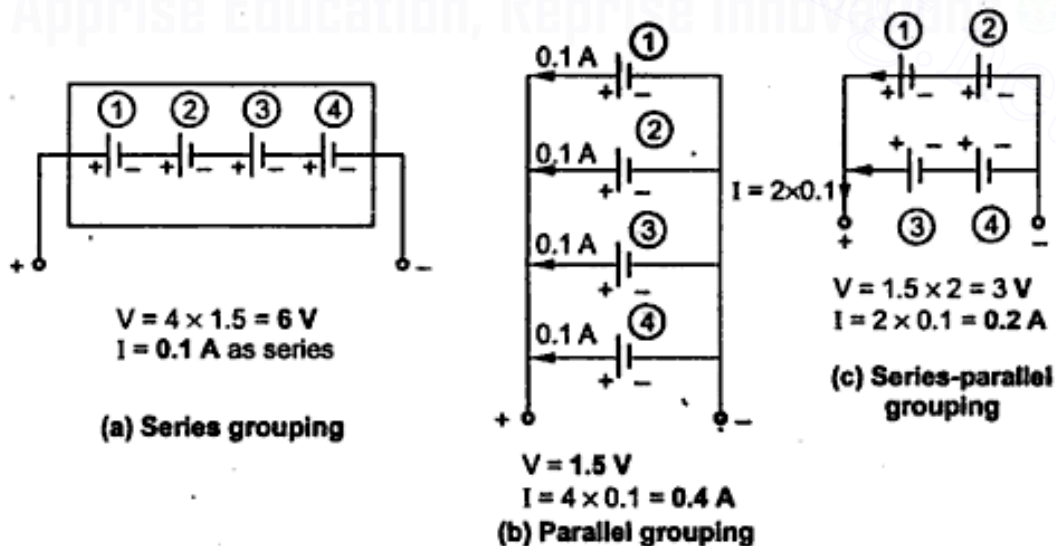 Apprise Education, Reprise Innovations
① ② ③ ④
+ – + – + – + –
+ –
V = 4 × 1.5 = 6 V
I = 0.1 A as series
(a) Series grouping
①
0.1 A
+ –
②
0.1 A
+ –
③
0.1 A
+ –
④
0.1 A
+ –
+ –
V = 1.5 V
I = 4 × 0.1 = 0.4 A
(b) Parallel grouping
① ②
+ – + –
+ – + –
I = 2×0.1
③ ④
+ –
V = 1.5 × 2 = 3 V
I = 2 × 0.1 = 0.2 A
(c) Series-parallel
grouping